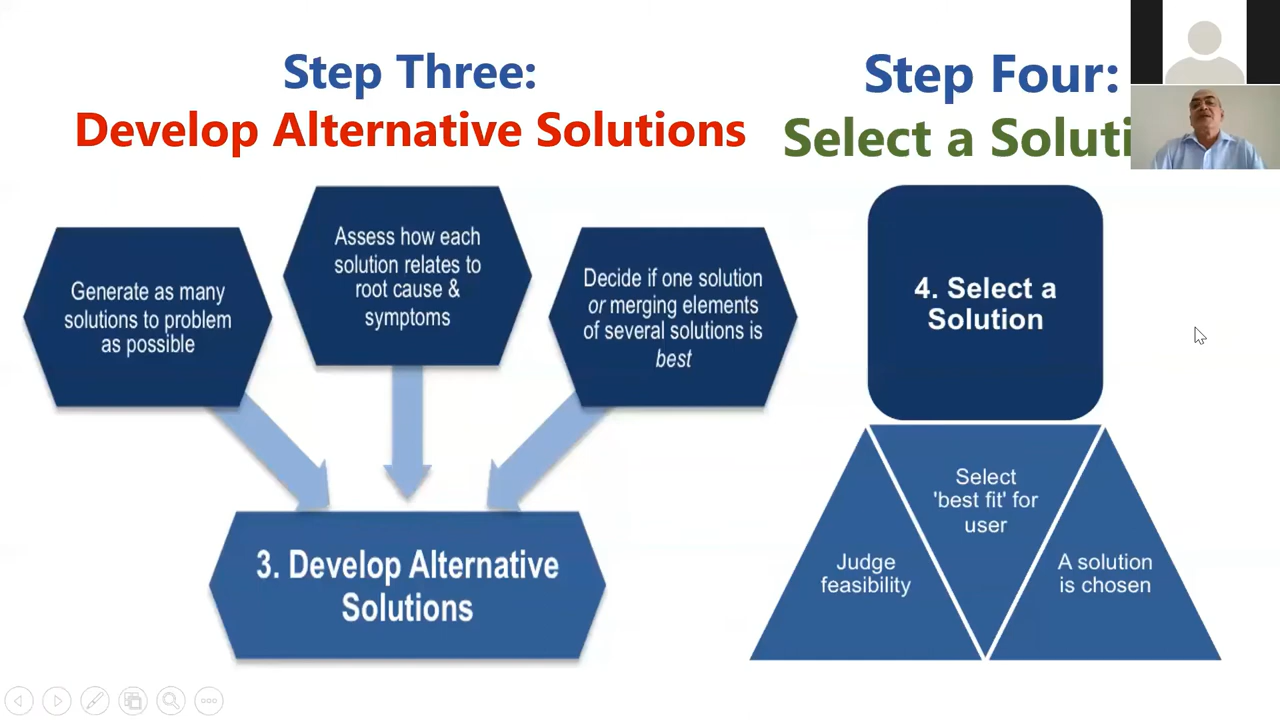 Step Three:
Develop Alternative Solutions
Generate as many
solutions to problem
as possible
Assess how each
solution relates to
root cause &
symptoms
Decide if one solution
or merging elements
of several solutions is
best
3. Develop Alternative
Solutions
Step Four:
Select a Soluti
4. Select a
Solution
Judge
feasibility
Select
'best fit' for
user
A solution
is chosen